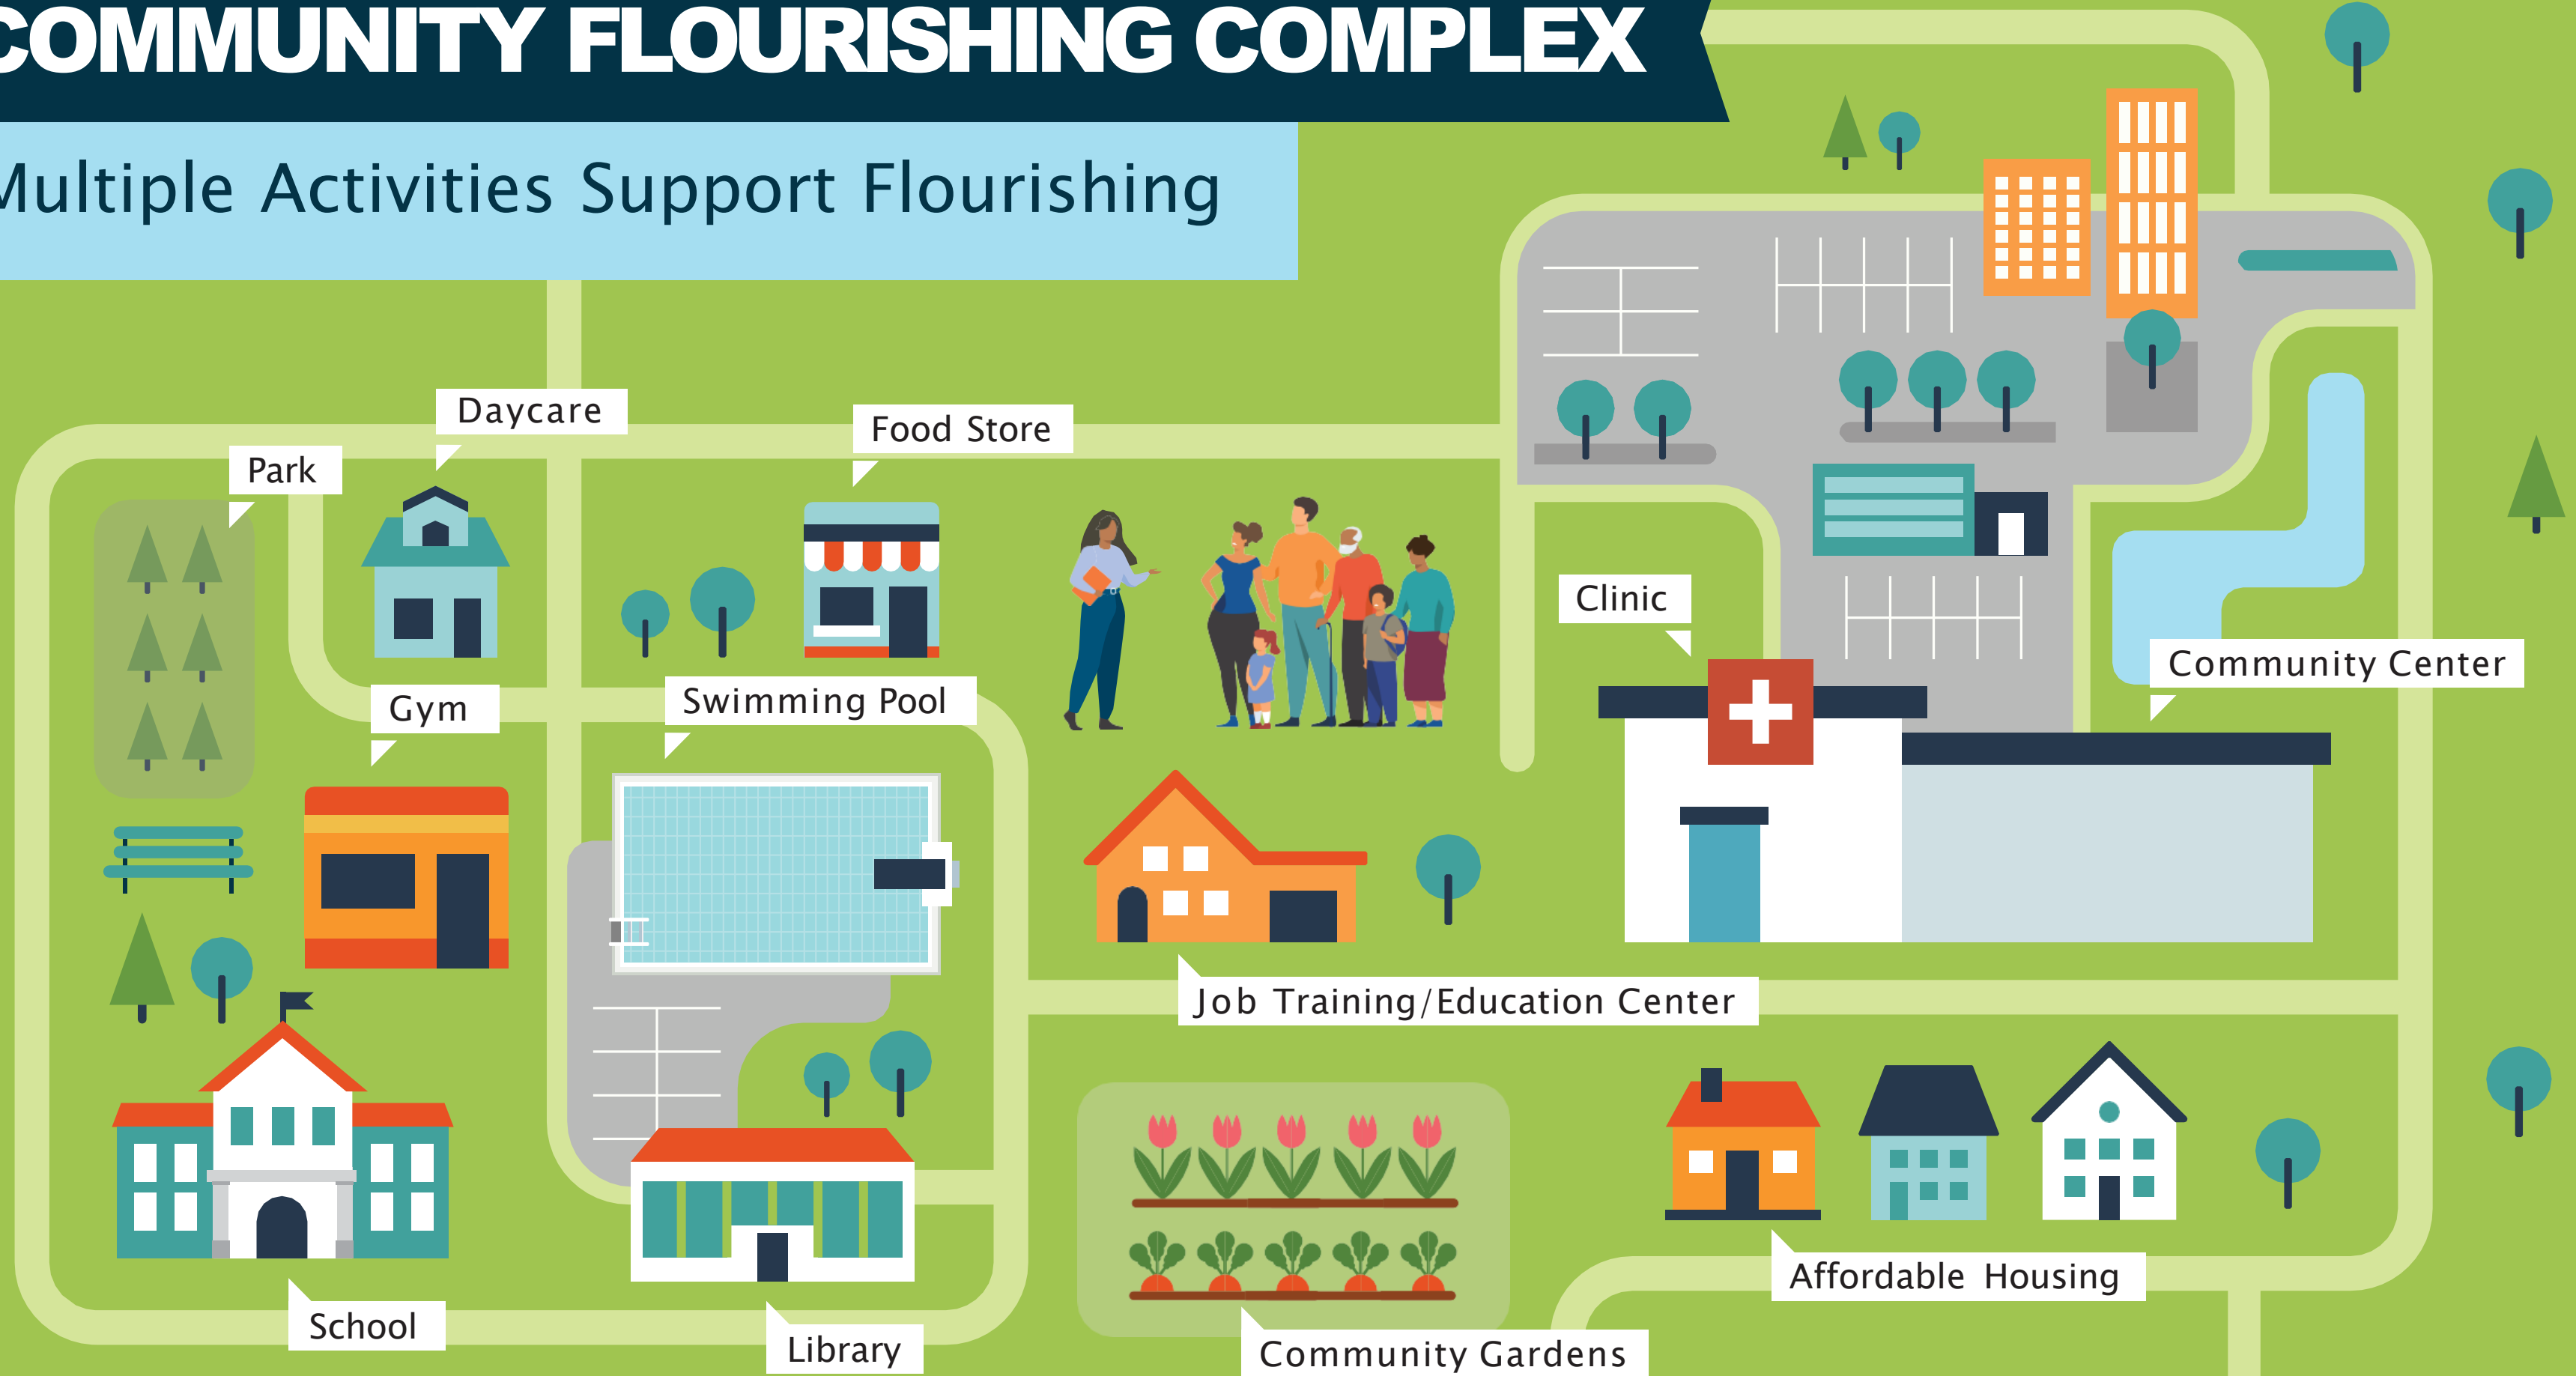 COMMUNITY FLOURISHING COMPLEX
Multiple Activities Support Flourishing
Daycare
Food Store
Park
Clinic
Community Center
Gym
Swimming Pool
Job Training/Education Center
Affordable Housing
School
Library
Community Gardens